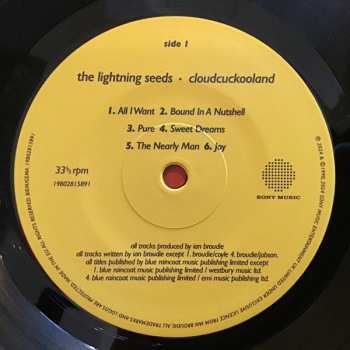 side 1
the lightning seeds · cloudcuckooland
1. All I Want 2. Bound In A Nutshell
3. Pure 4. Sweet Dreams
5. The Nearly Man 6. Joy
33⅓ rpm
19802815891
SONY MUSIC
all tracks produced by ian broudie
all tracks written by ian broudie except 1. broudie/coyle 4. broudie/jobson.
all titles published by blue raincoat music publishing limited except
1. blue raincoat music publishing limited / westbury music ltd.
4. blue raincoat music publishing limited / emi music publishing ltd.